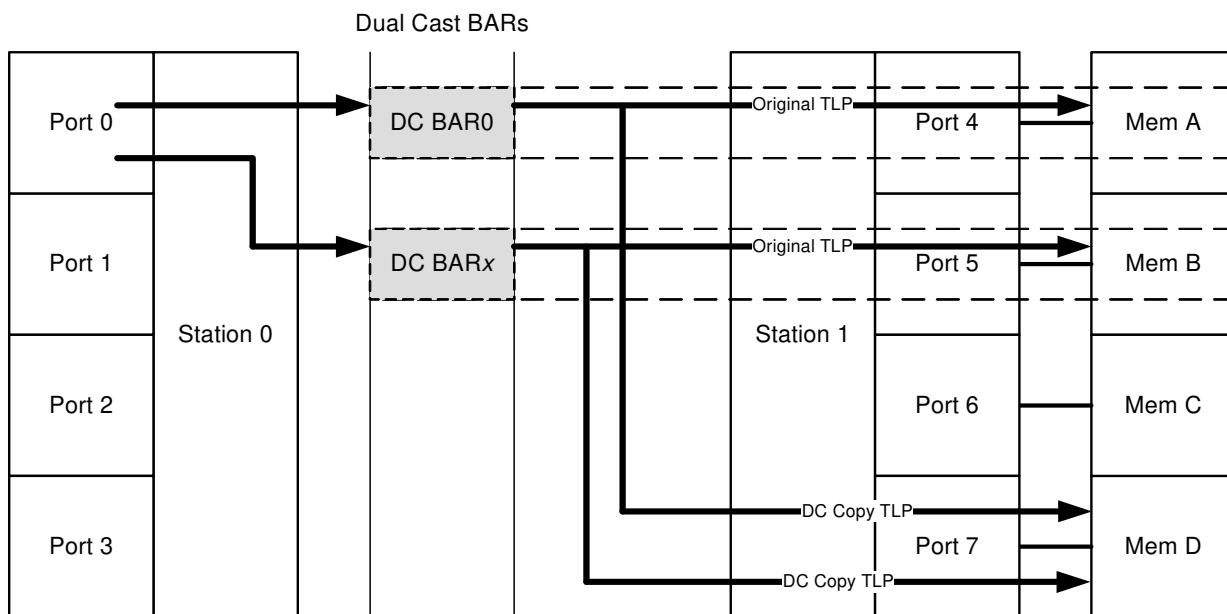 Dual Cast BARs
Port 0
DC BAR0
Original TLP
Port 4
Mem A
Port 1
DC BARx
Original TLP
Port 5
Mem B
Station 0
Station 1
Port 2
Port 6
Mem C
DC Copy TLP
Port 3
Port 7
Mem D
DC Copy TLP